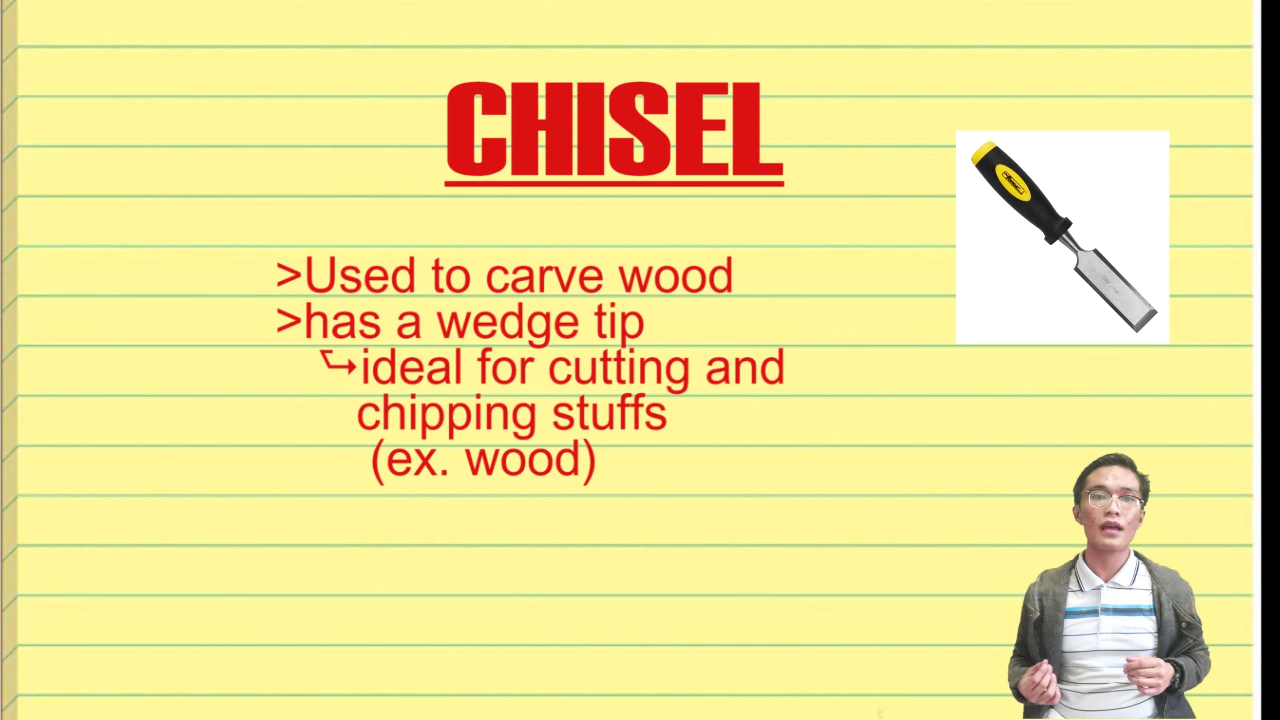 CHISEL
>Used to carve wood
>has a wedge tip
↪ideal for cutting and
chipping stuffs
(ex. wood)